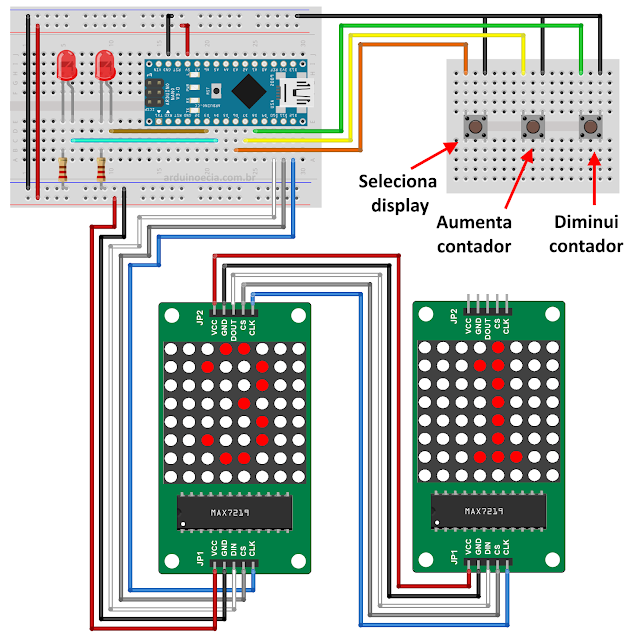 arduinoecia.com.br
Seleciona
display
Aumenta
contador
Diminui
contador
JP2
VCC
GND
DOUT
CS
CLK
MAX7219
JP1
VCC
GND
DIN
CS
CLK
JP2
VCC
GND
DOUT
CS
CLK
MAX7219
JP1
VCC
GND
DIN
CS
CLK